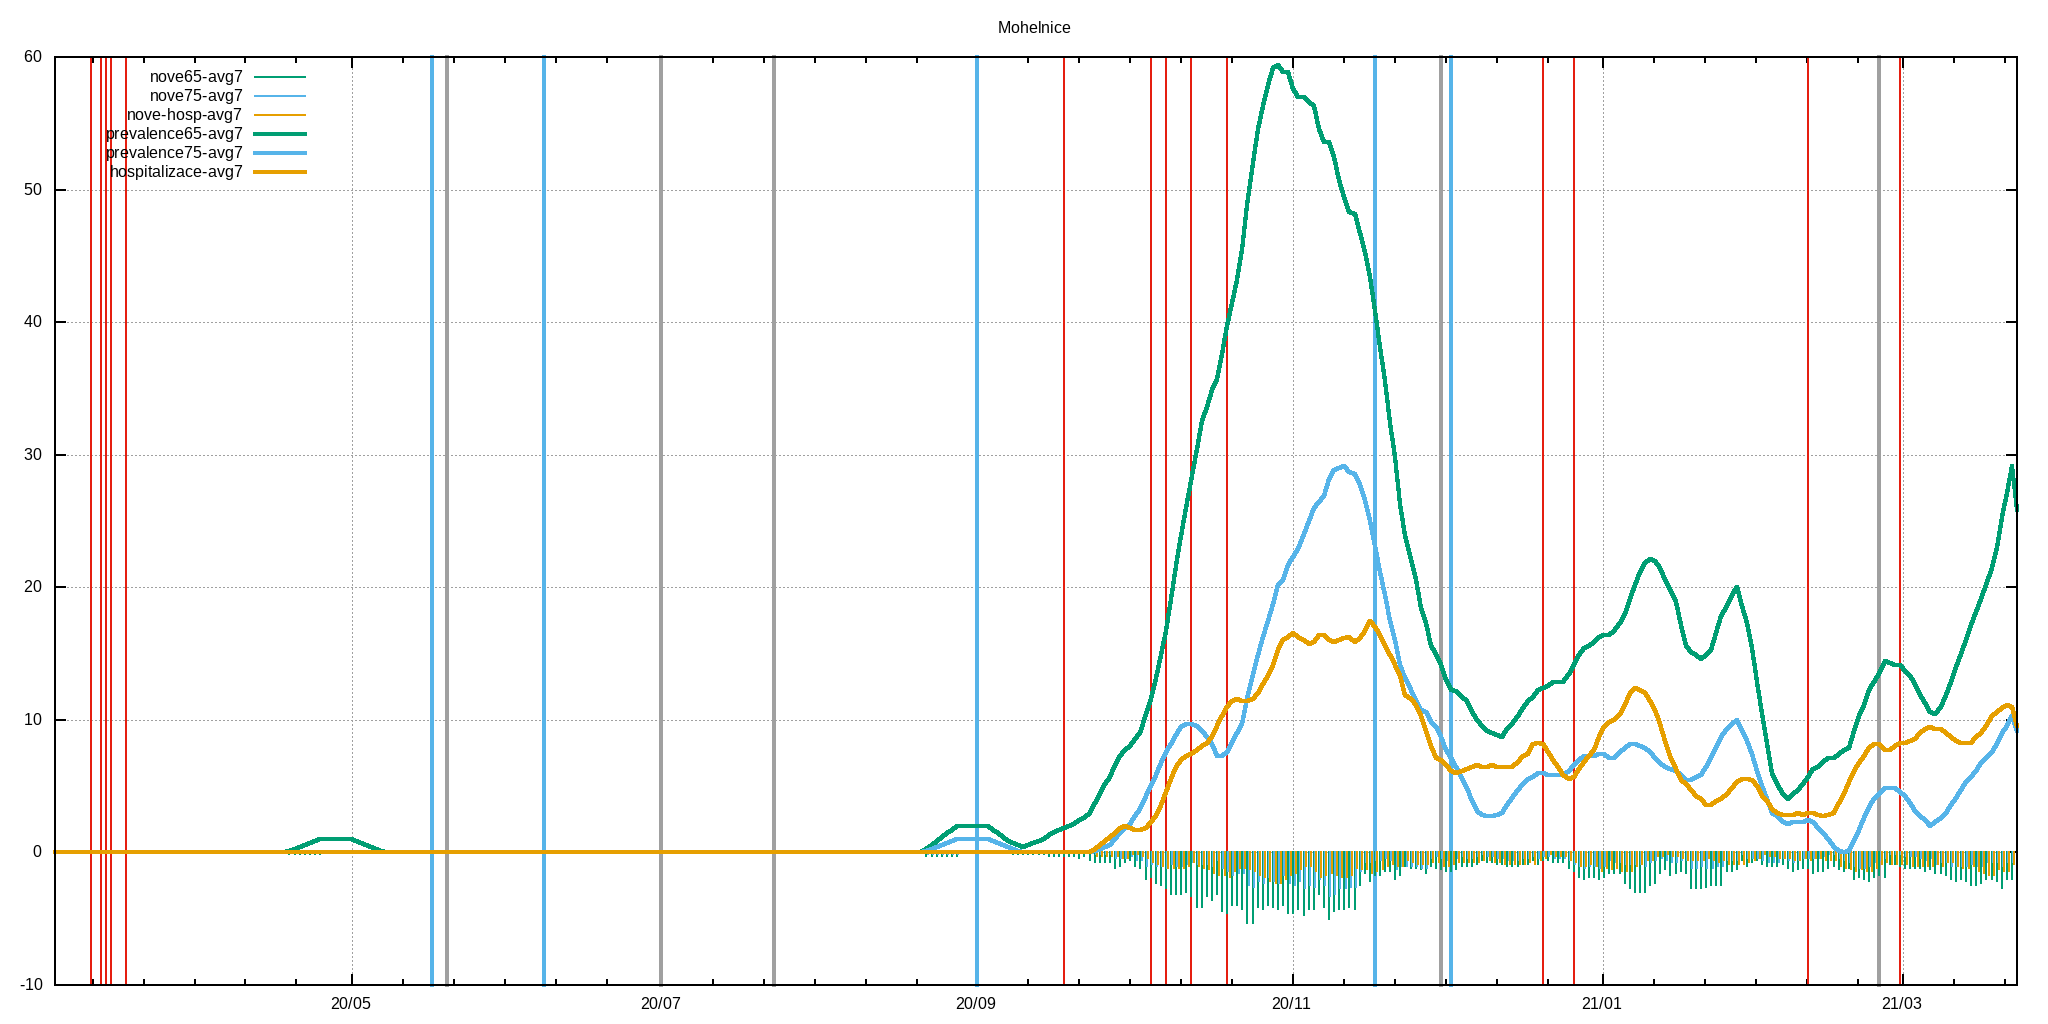 Mohelnice
60
50
40
30
20
10
0
-10
nove65-avg7
nove75-avg7
nove-hosp-avg7
prevalence65-avg7
prevalence75-avg7
hospitalizace-avg7
20/05
20/07
20/09
20/11
21/01
21/03